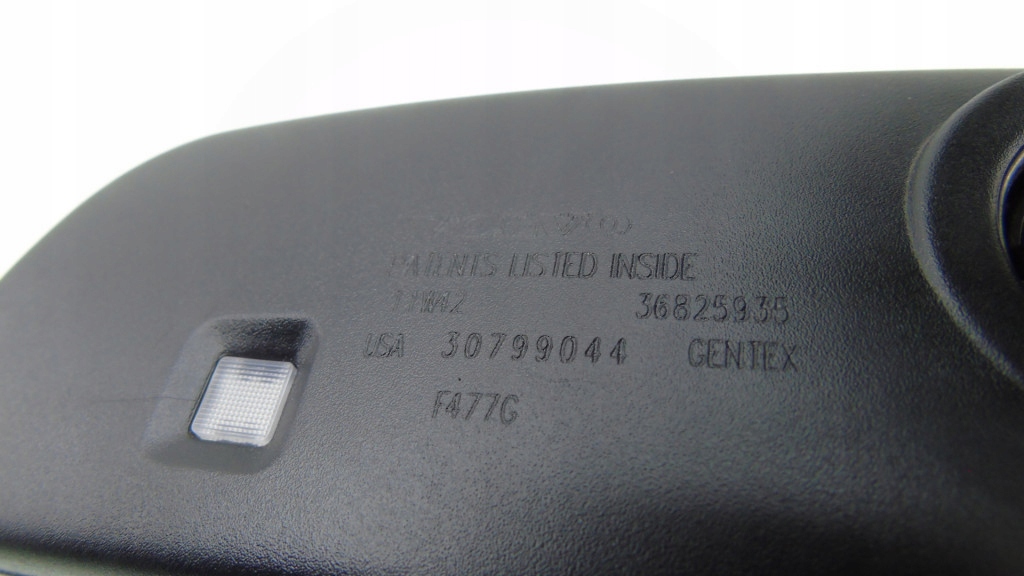 PATENTS LISTED INSIDE
36825935
USA 30799044 GENTEX
F477G